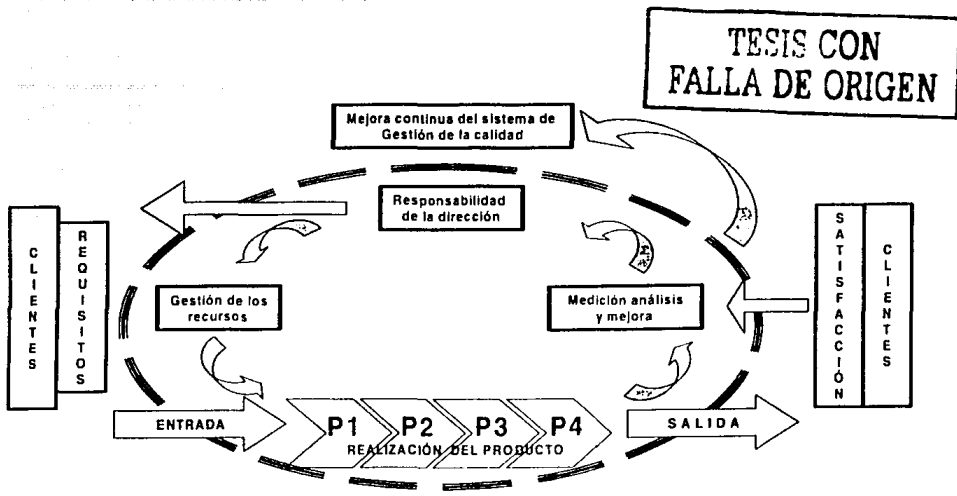 TESIS CON
FALLA DE ORIGEN
Mejora continua del sistema de
Gestión de la calidad
Responsabilidad
de la dirección
CLIENTES
REQUISITOS
Gestión de los
recursos
Medición análisis
y mejora
SATISFACCIÓN
CLIENTES
ENTRADA
P1 P2 P3 P4
REALIZACIÓN DEL PRODUCTO
SALIDA